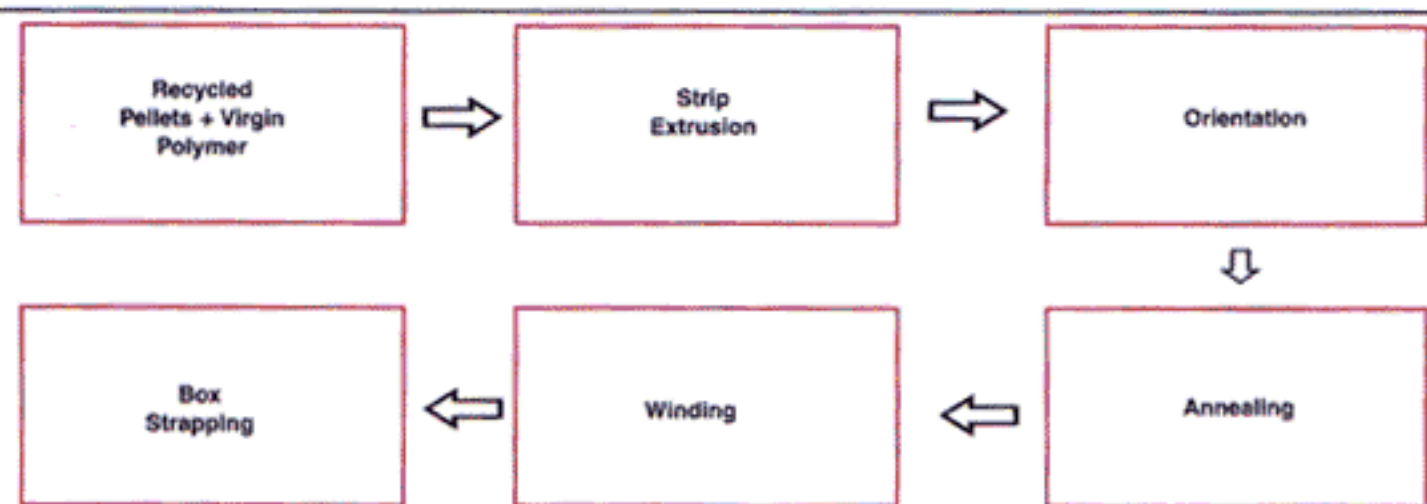 Recycled
Pellets + Virgin
Polymer
Strip
Extrusion
Orientation
Annealing
Winding
Box
Strapping